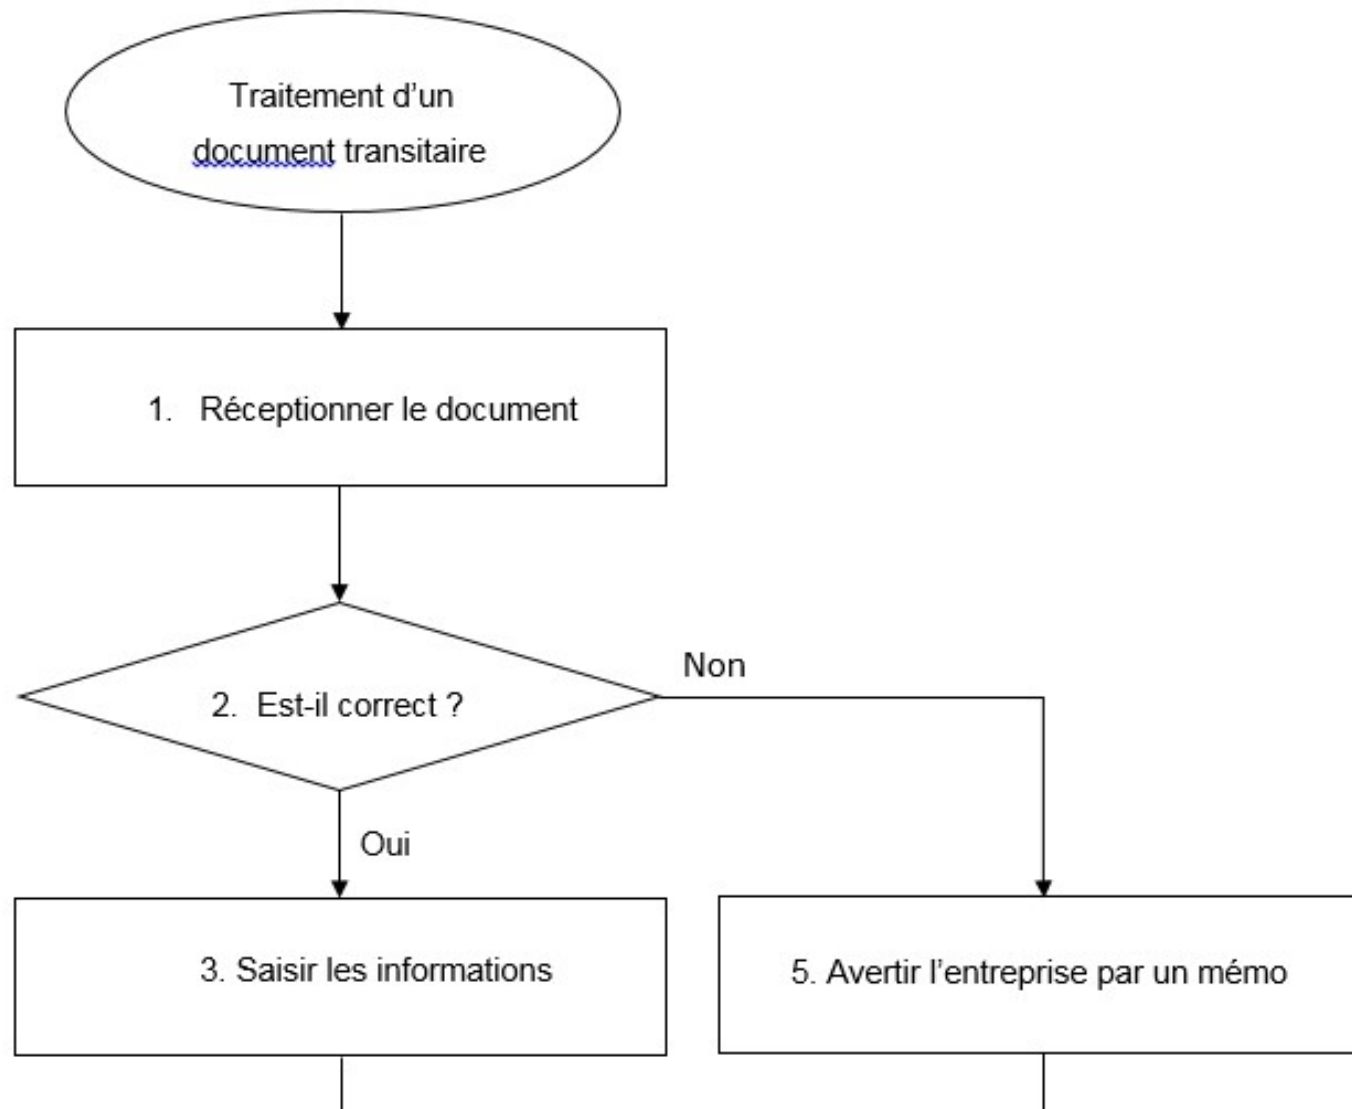 Traitement d’un
document transitaire
1. Réceptionner le document
2. Est-il correct ?
Non
Oui
3. Saisir les informations
5. Avertir l’entreprise par un mémo